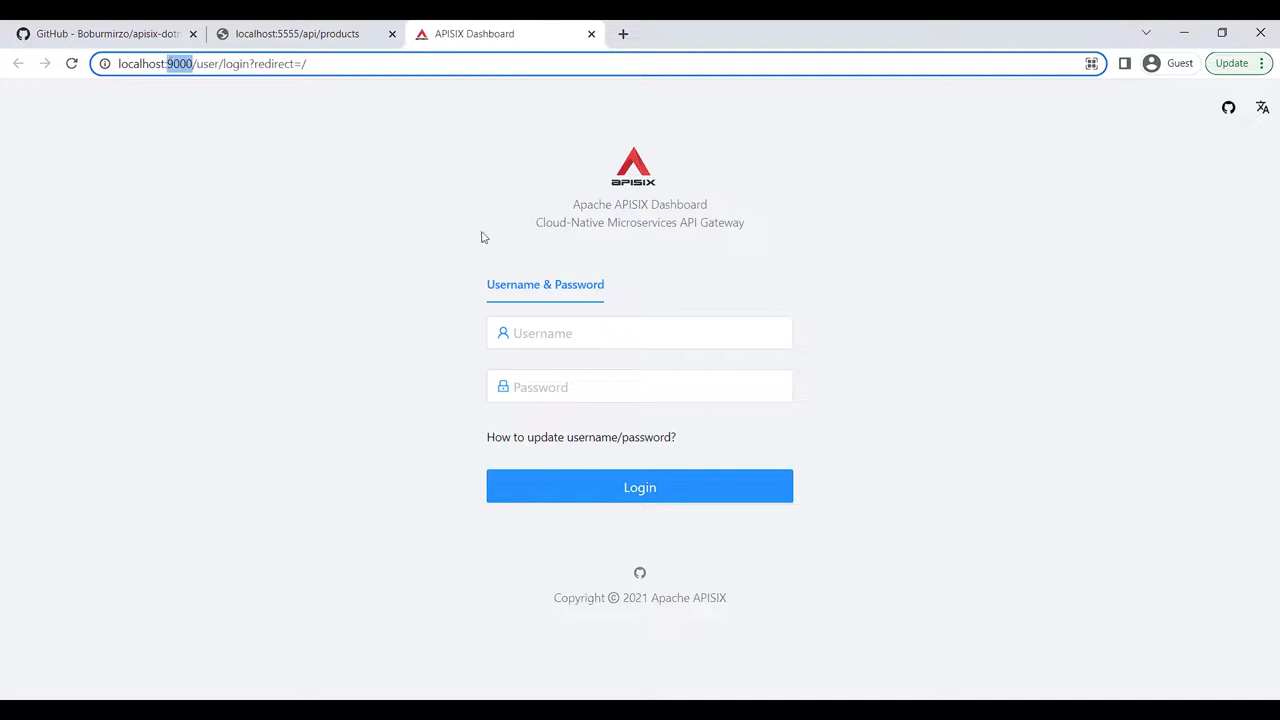 GitHub - Boburmirzo/apisix-dotn
localhost:5555/api/products
APISIX Dashboard
localhost:9000/user/login?redirect=/
Guest
Update
APISIX
Apache APISIX Dashboard
Cloud-Native Microservices API Gateway
Username & Password
Username
Password
How to update username/password?
Login
Copyright © 2021 Apache APISIX